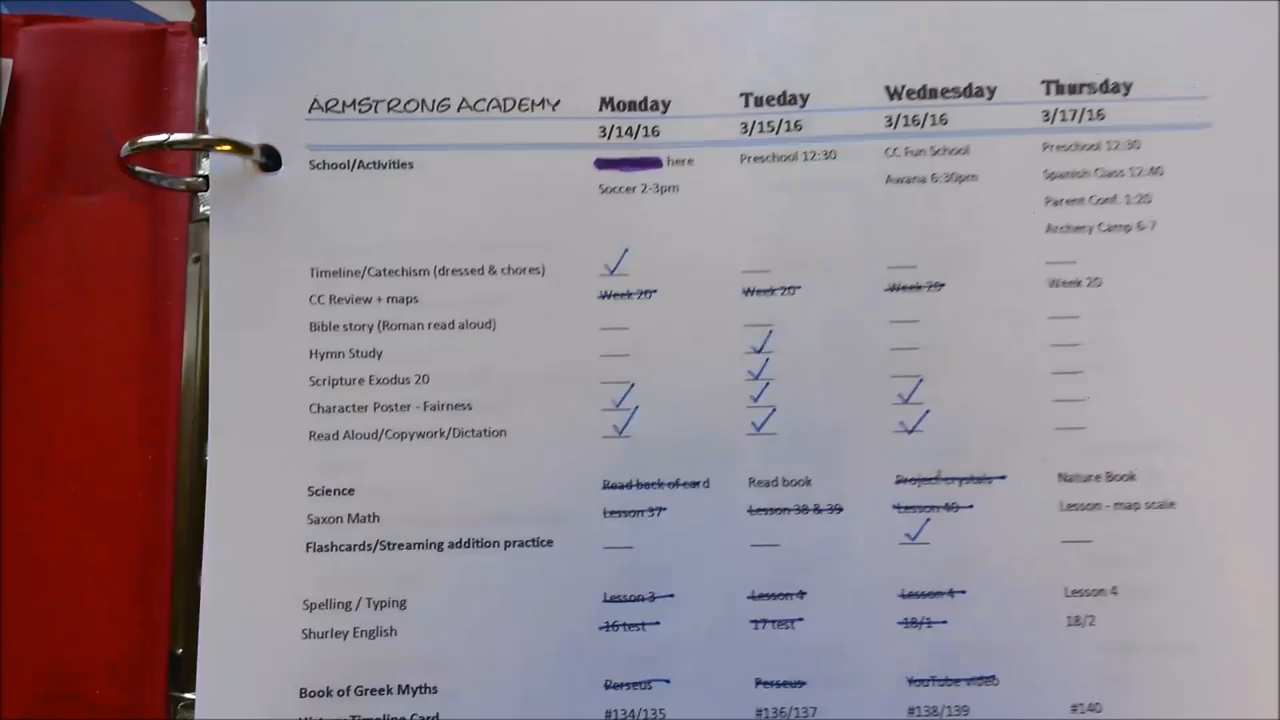 ARMSTRONG ACADEMY Monday Tueday Wednesday Thursday
3/14/16 3/15/16 3/16/16 3/17/16
School/Activities here Preschool 12:30 CC Fun School Preschool 12:30
Soccer 2-3pm Awana 6:30pm Spanish Class 12:40
Parent Conf. 1:20
Archery Camp 6-7
Timeline/Catechism (dressed & chores)
CC Review + maps Week 20 Week 20 Week 20 Week 20
Bible story (Roman read aloud)
Hymn Study
Scripture Exodus 20
Character Poster - Fairness
Read Aloud/Copywork/Dictation
Science Read back of card Read book Project crystals Nature Book
Saxon Math Lesson 37 Lesson 38 & 39 Lesson 40 Lesson - map scale
Flashcards/Streaming addition practice
Spelling / Typing Lesson 3 Lesson 4 Lesson 4 Lesson 4
Shurley English 16 test 17 test 18/1 18/2
Book of Greek Myths Perseus Perseus YouTube video
History Timeline Card #134/135 #136/137 #138/139 #140